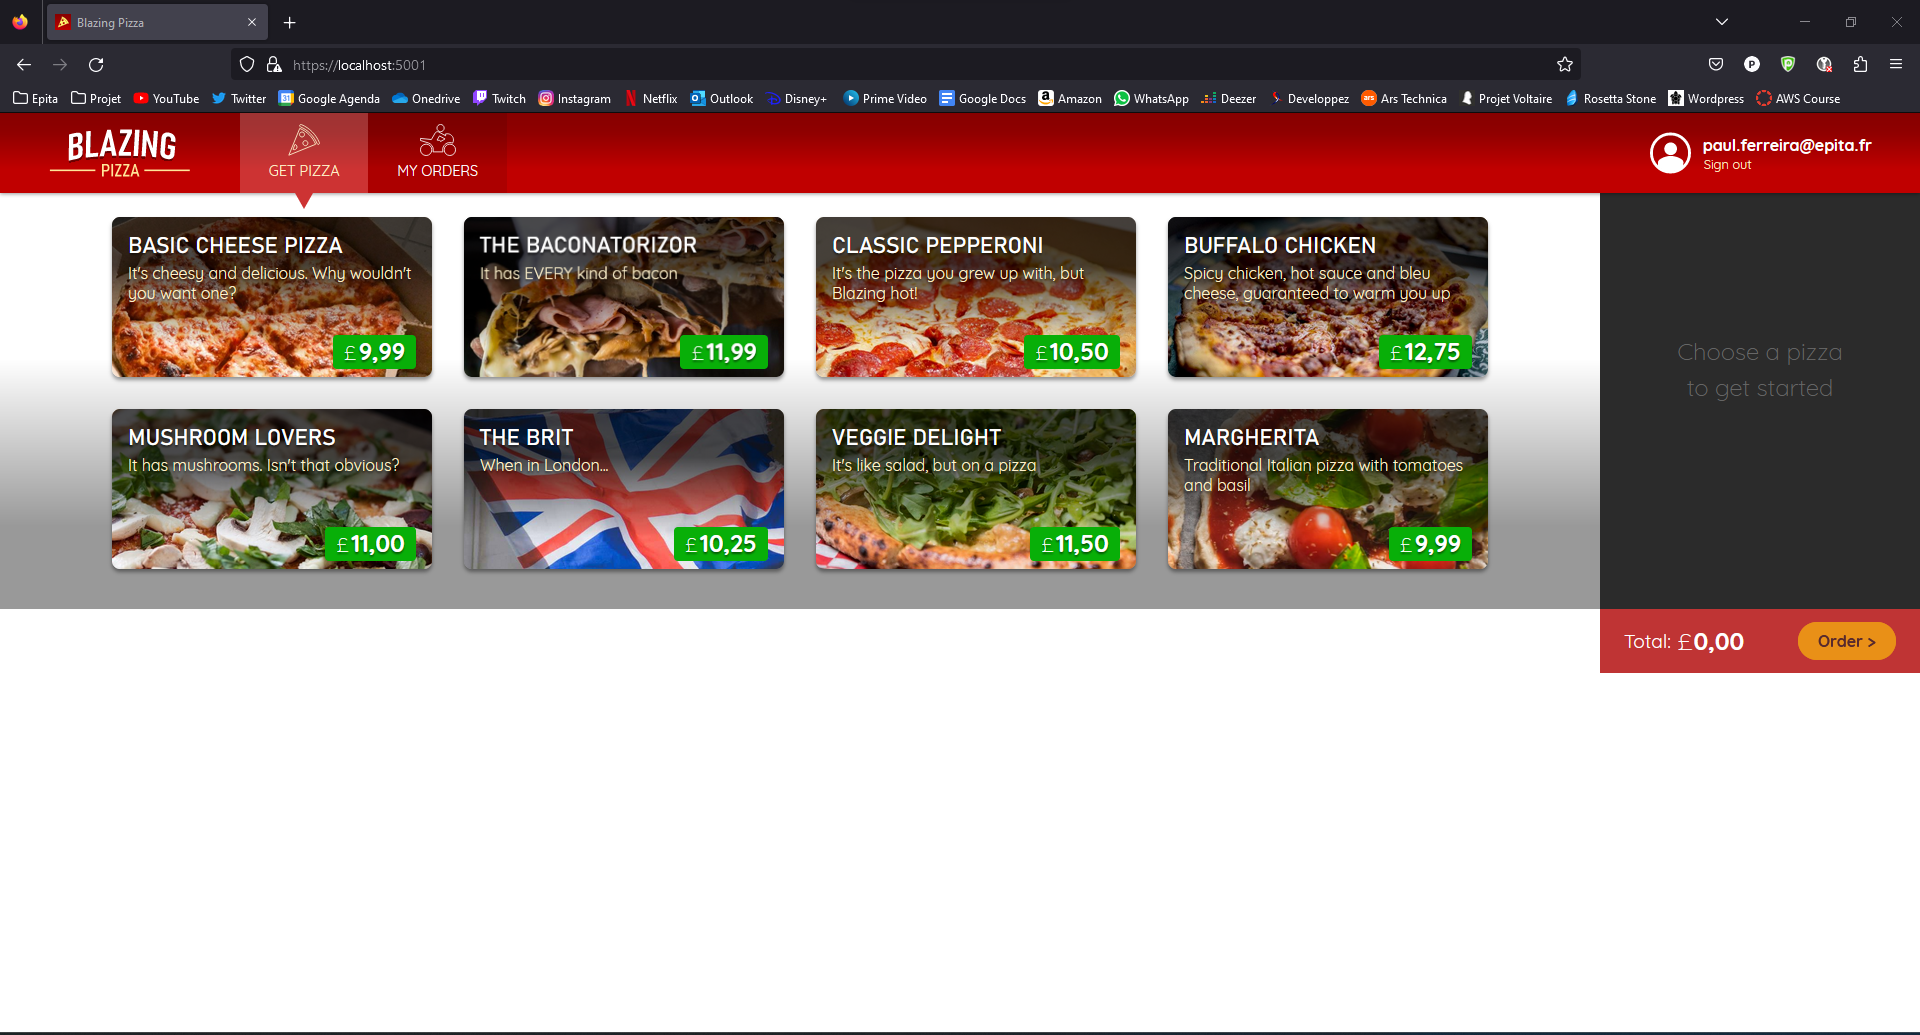 Blazing Pizza
https://localhost:5001
Epita Projet YouTube Twitter Google Agenda Onedrive Twitch Instagram Netflix Outlook Disney+ Prime Video Google Docs Amazon WhatsApp Deezer Developpez Ars Technica Projet Voltaire Rosetta Stone Wordpress AWS Course
BLAZING
PIZZA
GET PIZZA
MY ORDERS
paul.ferreira@epita.fr
Sign out
BASIC CHEESE PIZZA
It's cheesy and delicious. Why wouldn't
you want one?
£9,99
THE BACONATORIZOR
It has EVERY kind of bacon
£11,99
CLASSIC PEPPERONI
It's the pizza you grew up with, but
Blazing hot!
£10,50
BUFFALO CHICKEN
Spicy chicken, hot sauce and bleu
cheese, guaranteed to warm you up
£12,75
MUSHROOM LOVERS
It has mushrooms. Isn't that obvious?
£11,00
THE BRIT
When in London...
£10,25
VEGGIE DELIGHT
It's like salad, but on a pizza
£11,50
MARGHERITA
Traditional Italian pizza with tomatoes
and basil
£9,99
Choose a pizza
to get started
Total: £0,00
Order >